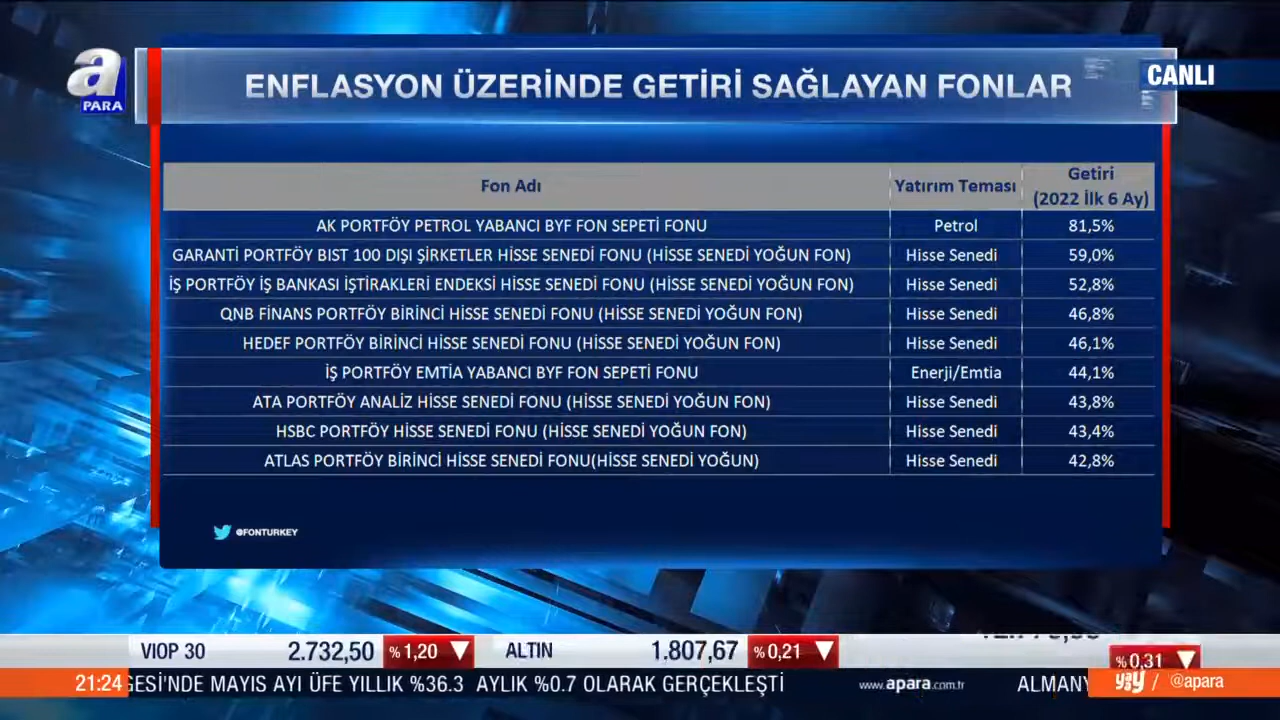 a
PARA
ENFLASYON ÜZERİNDE GETİRİ SAĞLAYAN FONLAR
CANLI
Fon Adı Yatırım Teması Getiri
(2022 İlk 6 Ay)
AK PORTFÖY PETROL YABANCI BYF FON SEPETİ FONU Petrol 81,5%
GARANTİ PORTFÖY BIST 100 DIŞI ŞİRKETLER HİSSE SENEDİ FONU (HİSSE SENEDİ YOĞUN FON) Hisse Senedi 59,0%
İŞ PORTFÖY İŞ BANKASI İŞTİRAKLERİ ENDEKSİ HİSSE SENEDİ FONU (HİSSE SENEDİ YOĞUN FON) Hisse Senedi 52,8%
QNB FİNANS PORTFÖY BİRİNCİ HİSSE SENEDİ FONU (HİSSE SENEDİ YOĞUN FON) Hisse Senedi 46,8%
HEDEF PORTFÖY BİRİNCİ HİSSE SENEDİ FONU (HİSSE SENEDİ YOĞUN FON) Hisse Senedi 46,1%
İŞ PORTFÖY EMTİA YABANCI BYF FON SEPETİ FONU Enerji/Emtia 44,1%
ATA PORTFÖY ANALİZ HİSSE SENEDİ FONU (HİSSE SENEDİ YOĞUN FON) Hisse Senedi 43,8%
HSBC PORTFÖY HİSSE SENEDİ FONU (HİSSE SENEDİ YOĞUN FON) Hisse Senedi 43,4%
ATLAS PORTFÖY BİRİNCİ HİSSE SENEDİ FONU(HİSSE SENEDİ YOĞUN) Hisse Senedi 42,8%
@FONTURKEY
VIOP 30 2.732,50 %1,20 ALTIN 1.807,67 %0,21 %0,31
21:24 GESİ'NDE MAYIS AYI ÜFE YILLIK %36.3 AYLIK %0.7 OLARAK GERÇEKLEŞTİ www.apara.com.tr ALMANY / @apara